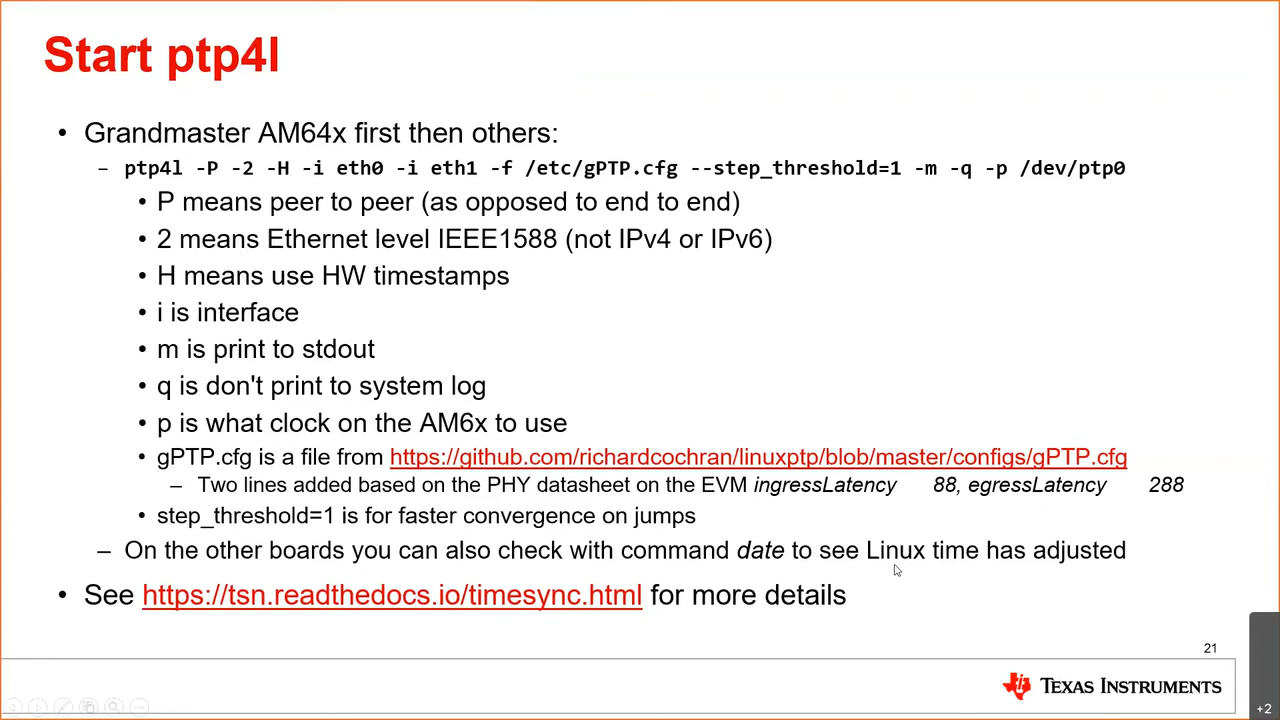 Start ptp4l
• Grandmaster AM64x first then others:
– ptp4l -P -2 -H -i eth0 -i eth1 -f /etc/gPTP.cfg --step_threshold=1 -m -q -p /dev/ptp0
• P means peer to peer (as opposed to end to end)
• 2 means Ethernet level IEEE1588 (not IPv4 or IPv6)
• H means use HW timestamps
• i is interface
• m is print to stdout
• q is don't print to system log
• p is what clock on the AM6x to use
• gPTP.cfg is a file from https://github.com/richardcochran/linuxptp/blob/master/configs/gPTP.cfg
– Two lines added based on the PHY datasheet on the EVM ingressLatency 88, egressLatency 288
• step_threshold=1 is for faster convergence on jumps
– On the other boards you can also check with command date to see Linux time has adjusted
• See https://tsn.readthedocs.io/timesync.html for more details
21
TEXAS INSTRUMENTS
+2